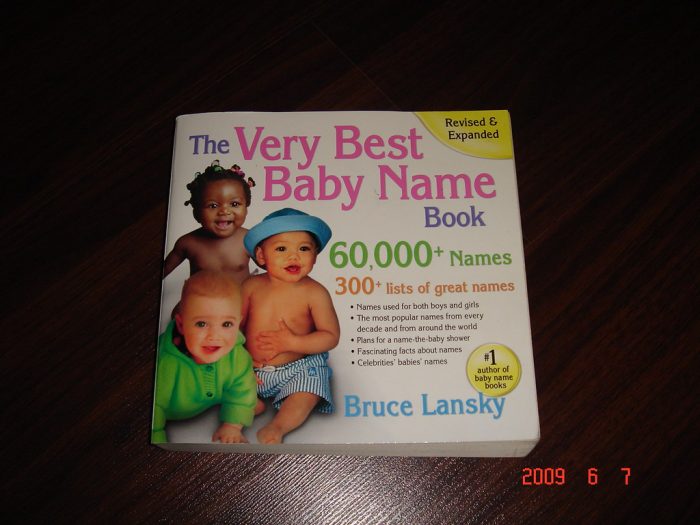 Revised &
Expanded
The Very Best
Baby Name
Book
60,000+ Names
300+ lists of great names
• Names used for both boys and girls
• The most popular names from every
decade and from around the world
• Plans for a name-the-baby shower
• Fascinating facts about names
• Celebrities' babies' names
#1
author of
baby name
books
Bruce Lansky
2009 6 7